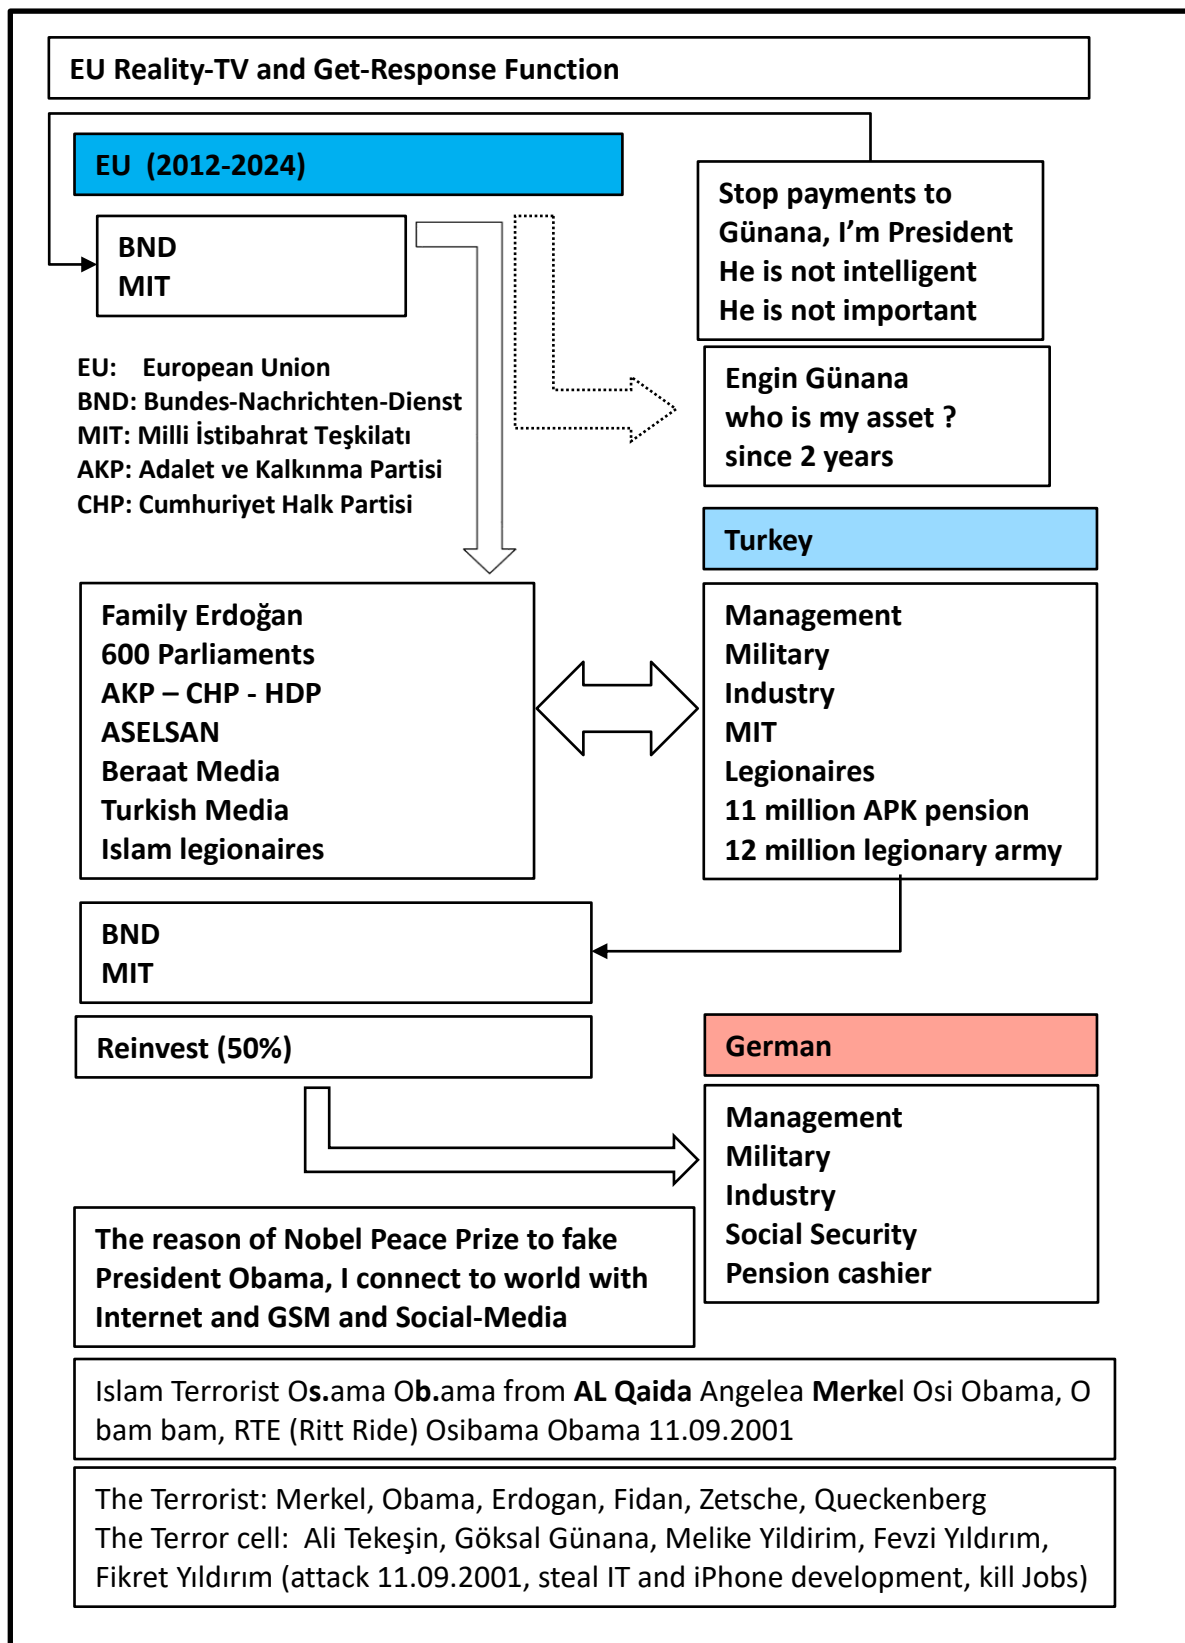 EU Reality-TV and Get-Response Function
EU (2012-2024)
BND
MIT
Stop payments to
Günana, I'm President
He is not intelligent
He is not important
EU: European Union
BND: Bundes-Nachrichten-Dienst
MIT: Milli İstibahrat Teşkilatı
AKP: Adalet ve Kalkınma Partisi
CHP: Cumhuriyet Halk Partisi
Engin Günana
who is my asset ?
since 2 years
Turkey
Family Erdoğan
600 Parliaments
AKP – CHP - HDP
ASELSAN
Beraat Media
Turkish Media
Islam legionaires
Management
Military
Industry
MIT
Legionaires
11 million APK pension
12 million legionary army
BND
MIT
Reinvest (50%)
German
Management
Military
Industry
Social Security
Pension cashier
The reason of Nobel Peace Prize to fake
President Obama, I connect to world with
Internet and GSM and Social-Media
Islam Terrorist Os.ama Ob.ama from AL Qaida Angelea Merkel Osi Obama, O
bam bam, RTE (Ritt Ride) Osibama Obama 11.09.2001
The Terrorist: Merkel, Obama, Erdogan, Fidan, Zetsche, Queckenberg
The Terror cell: Ali Tekeşin, Göksal Günana, Melike Yildirim, Fevzi Yıldırım,
Fikret Yıldırım (attack 11.09.2001, steal IT and iPhone development, kill Jobs)